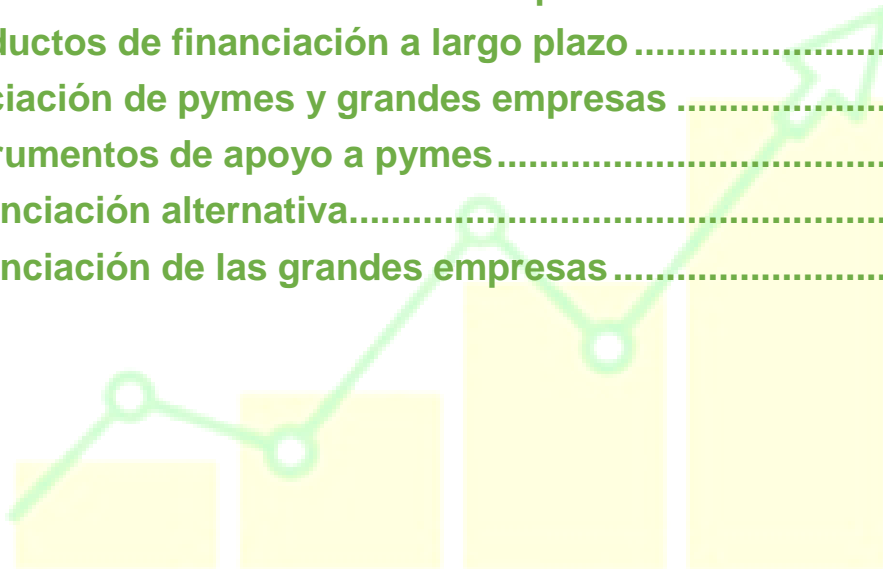 ductos de financiación a largo plazo........................
ciación de pymes y grandes empresas....................
rumentos de apoyo a pymes.....................................
nciación alternativa...................................................
nciación de las grandes empresas..........................